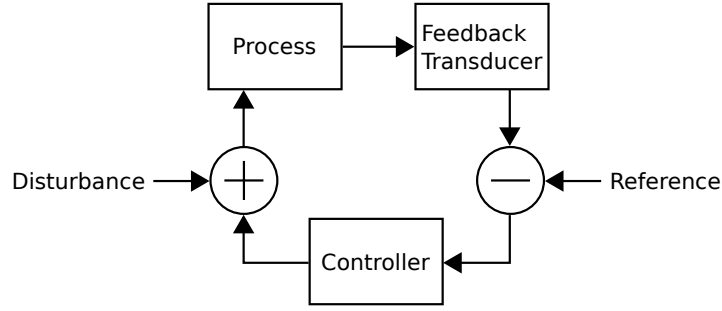 Process
Feedback
Transducer
Disturbance
Reference
Controller